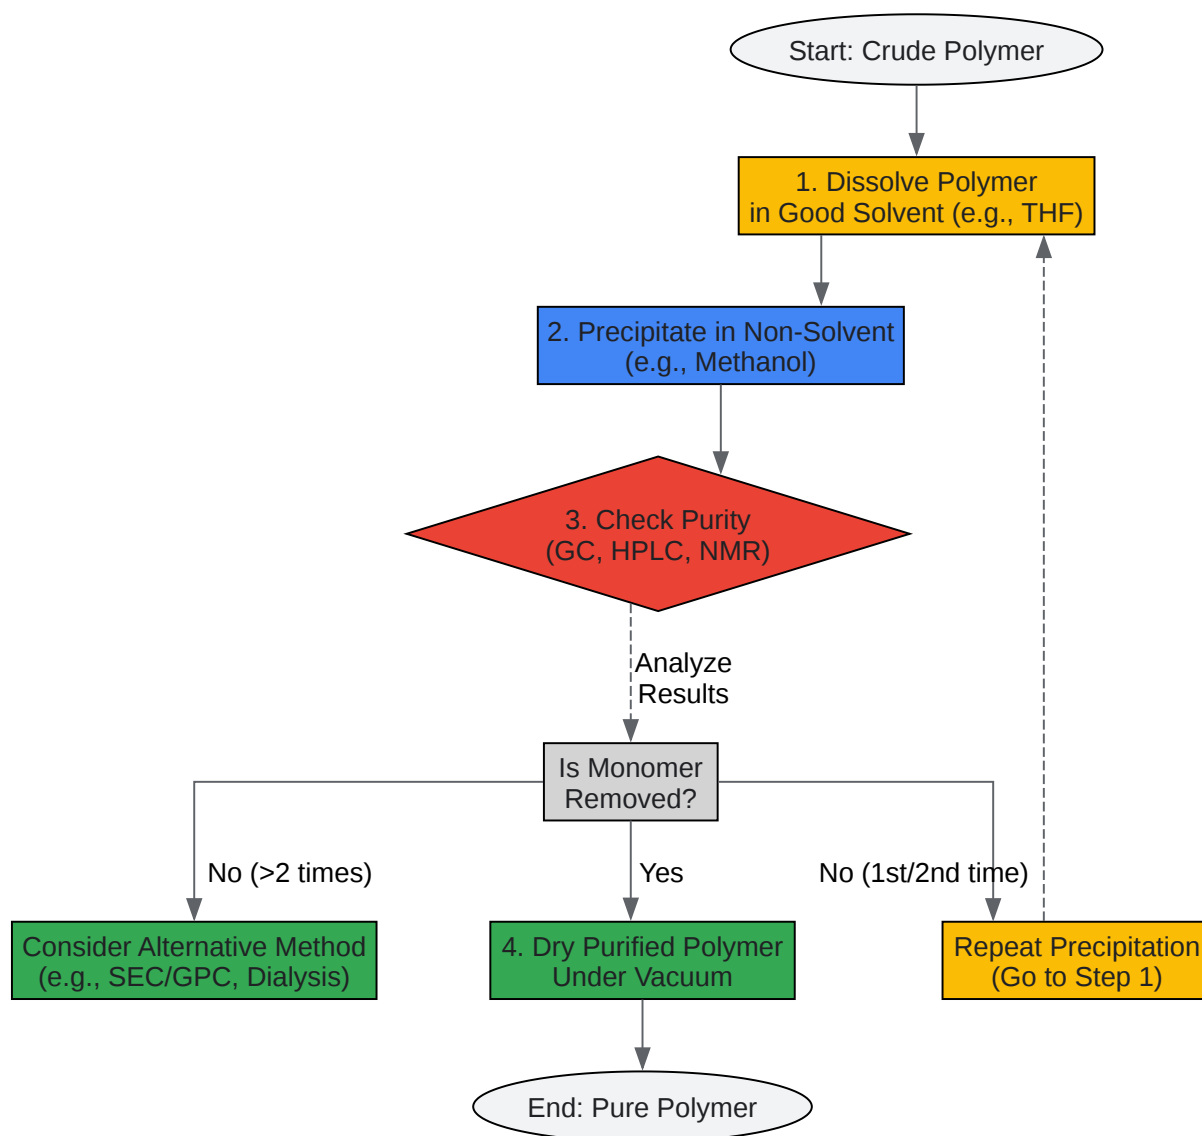 Start: Crude Polymer
1. Dissolve Polymer
in Good Solvent (e.g., THF)
2. Precipitate in Non-Solvent
(e.g., Methanol)
3. Check Purity
(GC, HPLC, NMR)
Analyze
Results
Is Monomer
Removed?
No (>2 times)
Yes
No (1st/2nd time)
Consider Alternative Method
(e.g., SEC/GPC, Dialysis)
4. Dry Purified Polymer
Under Vacuum
Repeat Precipitation
(Go to Step 1)
End: Pure Polymer